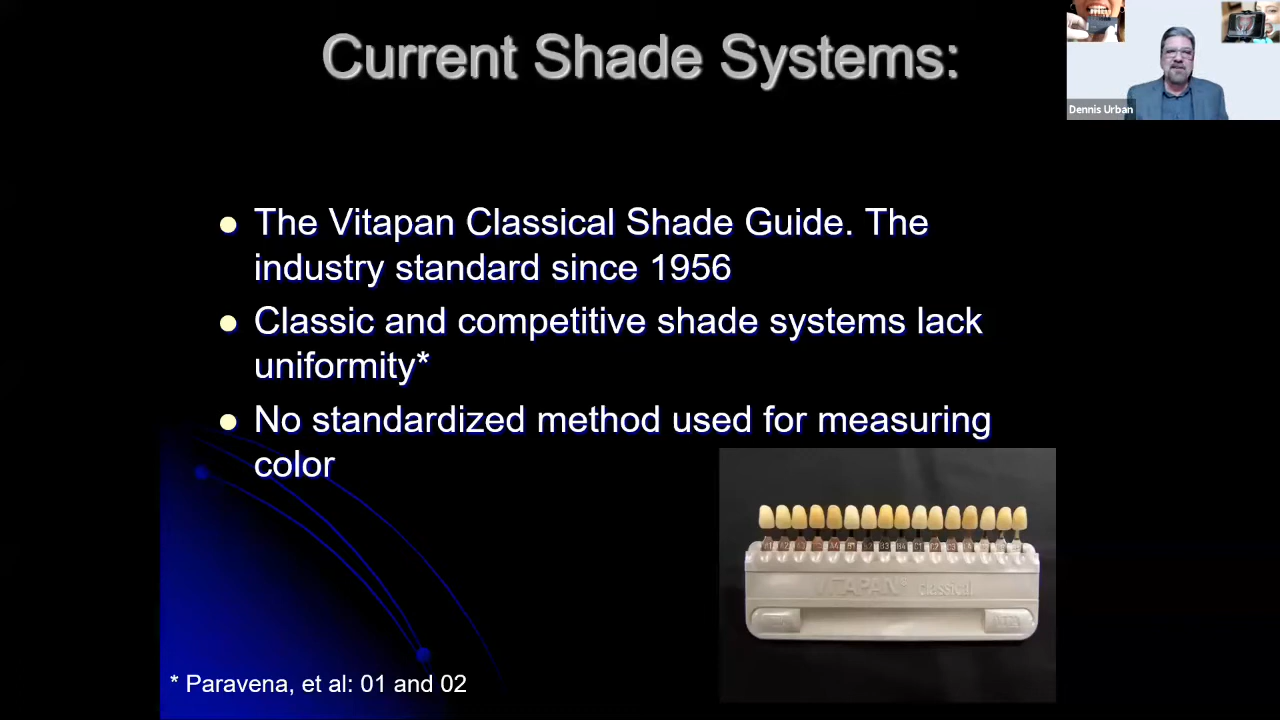 Current Shade Systems:
Dennis Urban
The Vitapan Classical Shade Guide. The
industry standard since 1956
Classic and competitive shade systems lack
uniformity*
No standardized method used for measuring
color
VITAPAN classical
* Paravena, et al: 01 and 02